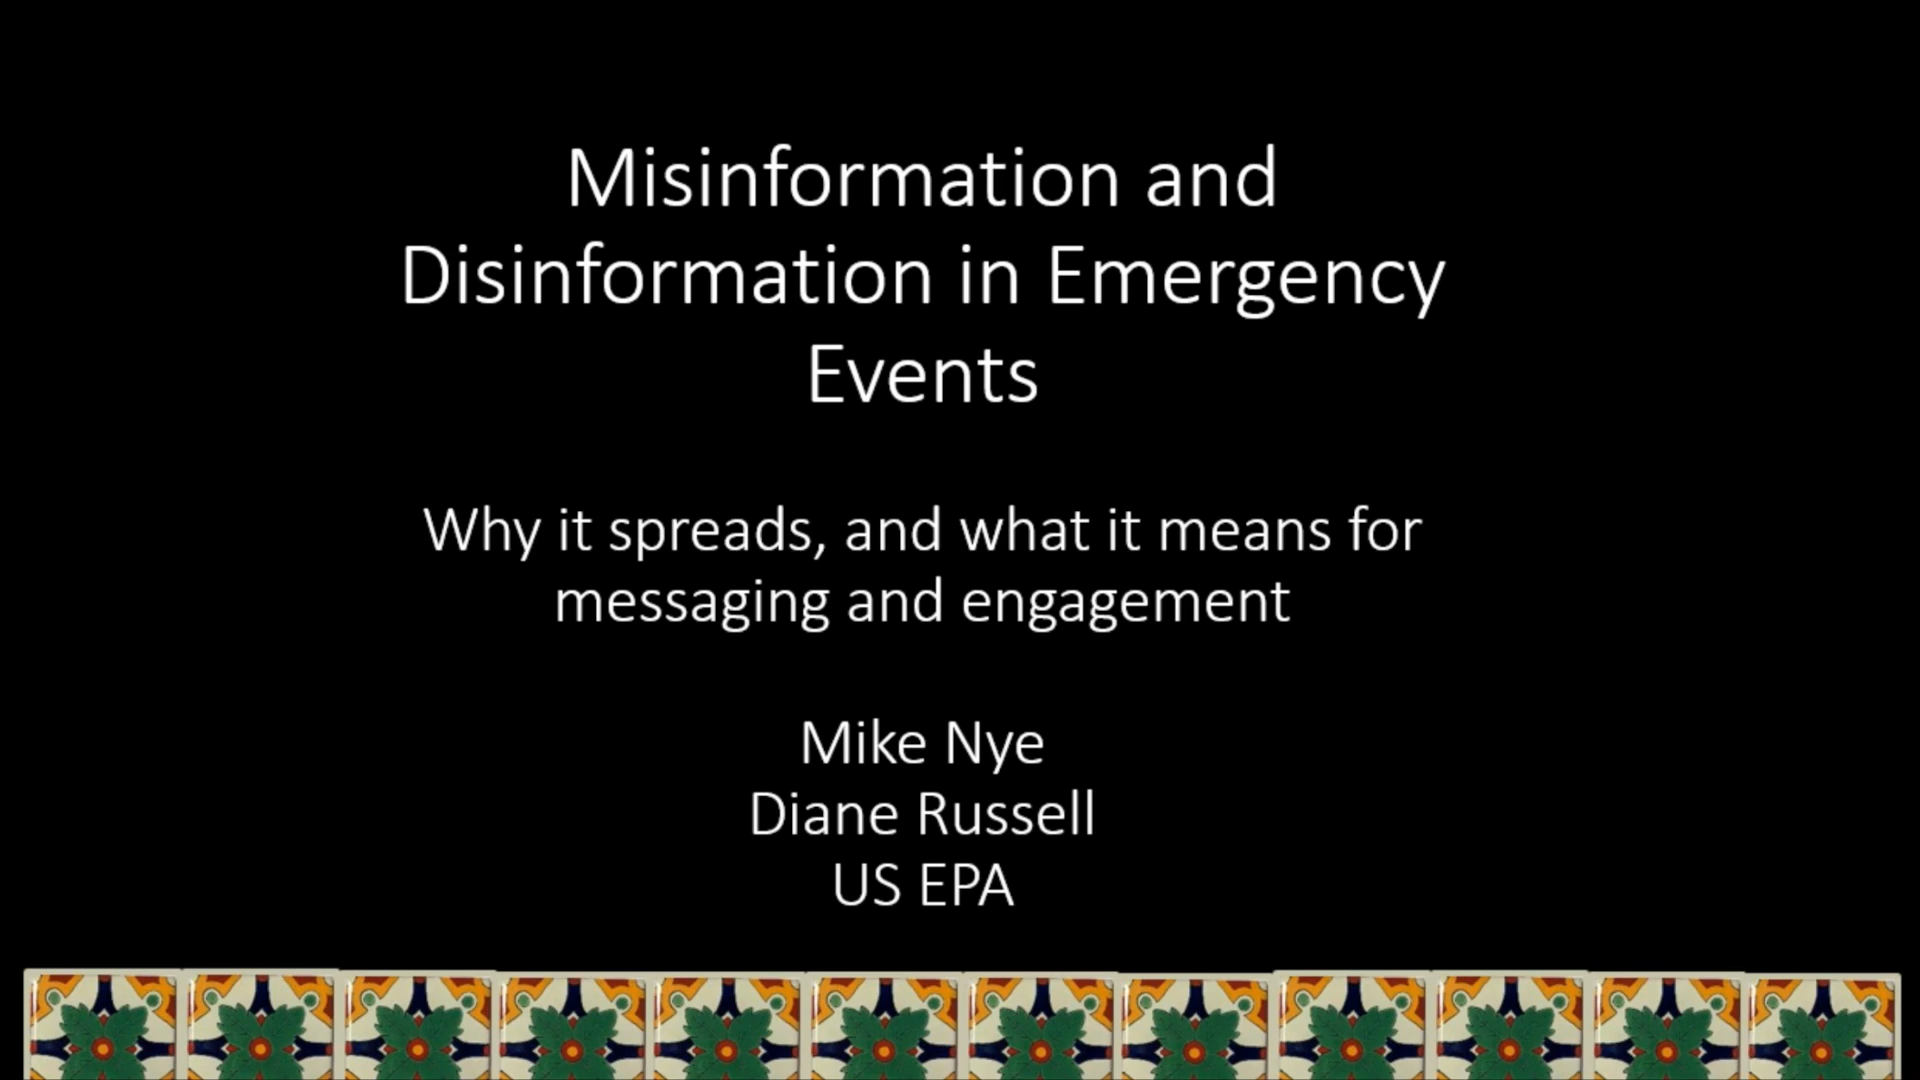 Misinformation and
Disinformation in Emergency
Events
Why it spreads, and what it means for
messaging and engagement
Mike Nye
Diane Russell
US EPA